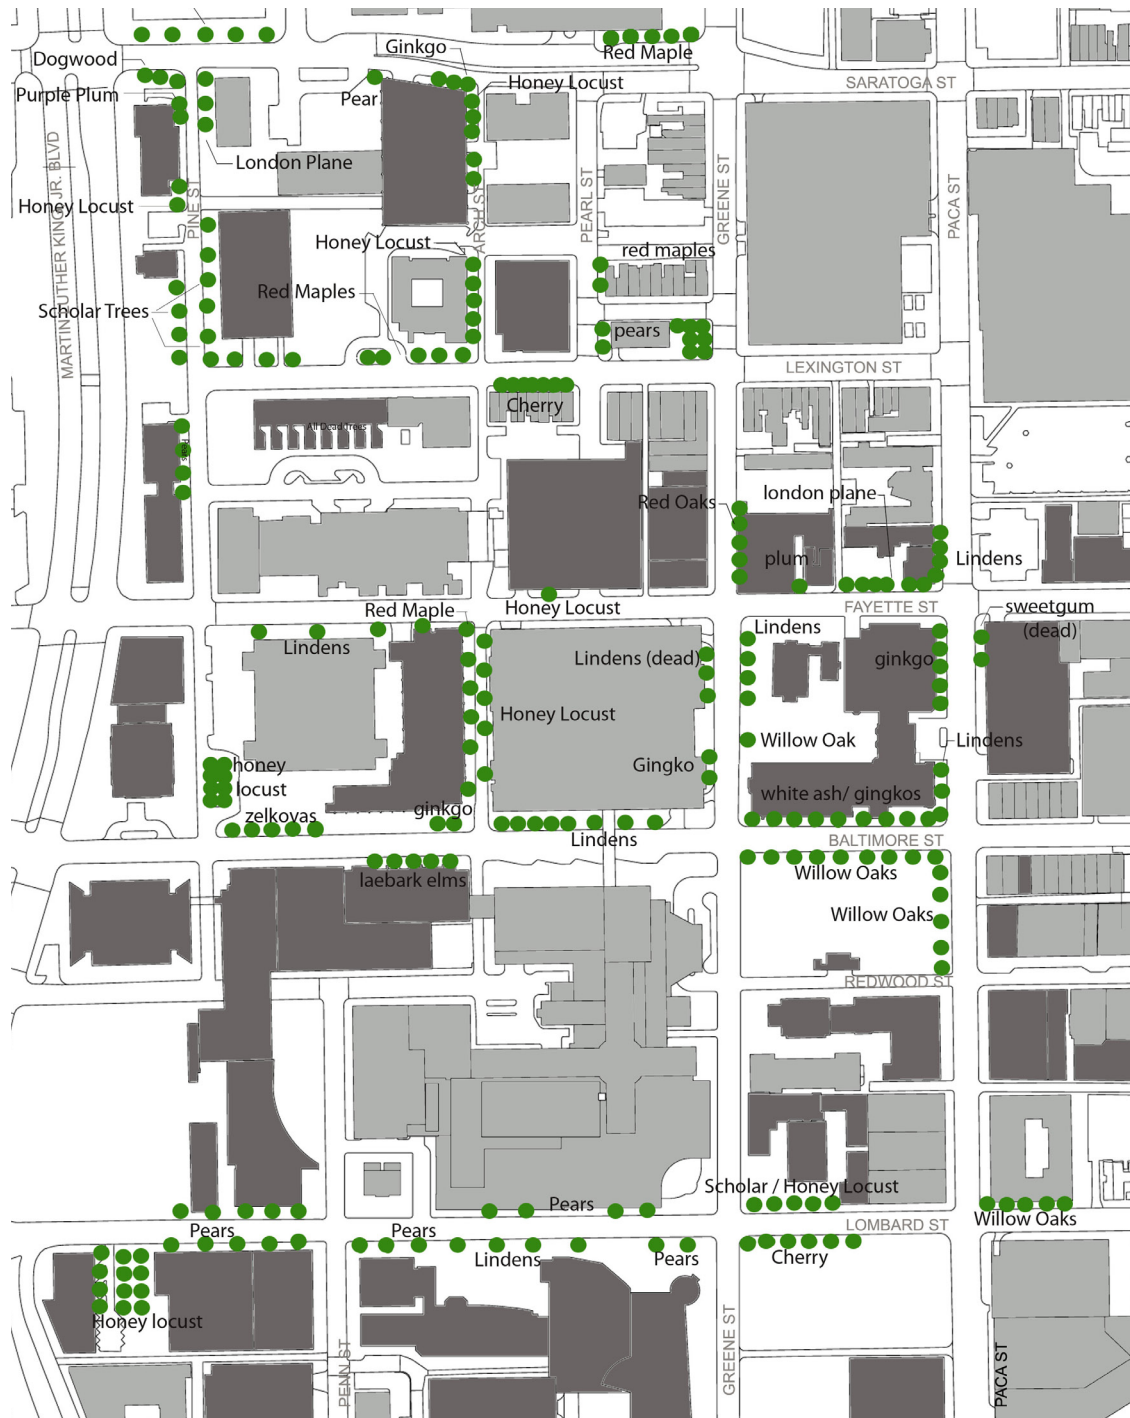 Ginkgo
Red Maple
Dogwood
Honey Locust
SARATOGA ST
Purple Plum
Pear
London Plane
MARTIN LUTHER KING, JR. BLVD
PINE ST
ARCH ST
PEARL ST
GREENE ST
PACA ST
Honey Locust
Honey Locust
red maples
Red Maples
Scholar Trees
pears
LEXINGTON ST
Cherry
All Dead Trees
london plane
Red Oaks
plum
Lindens
Honey Locust
FAYETTE ST
sweetgum
(dead)
Red Maple
Lindens
Lindens
Lindens (dead)
ginkgo
Honey Locust
Willow Oak
Lindens
honey
locust
Gingko
white ash/ gingkos
ginkgo
zelkovas
Lindens
BALTIMORE ST
laebark elms
Willow Oaks
Willow Oaks
REDWOOD ST
Scholar / Honey Locust
Pears
Willow Oaks
LOMBARD ST
Pears
Pears
Lindens
Pears
Cherry
Honey locust
PENN ST
GREENE ST
PACA ST